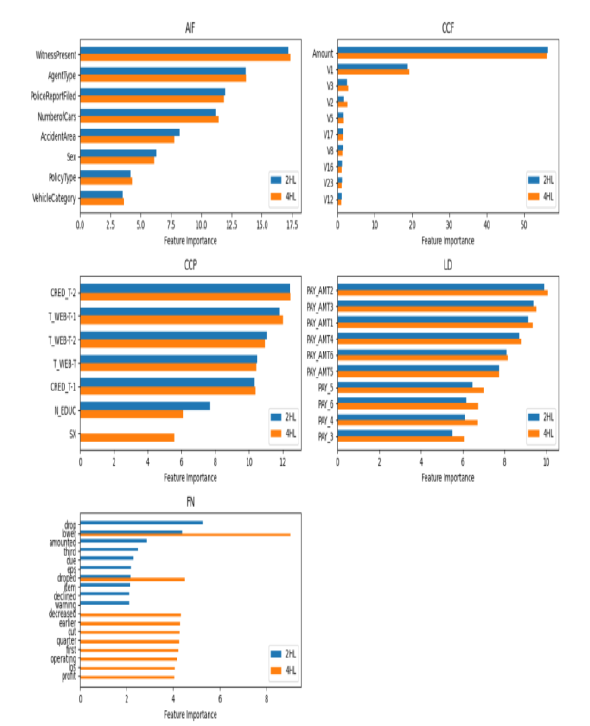 AIF
WitnessPresent
AgentType
PoliceReportFiled
NumberofCars
AccidentArea
Sex
PolicyType
VehicleCategory
2HL
4HL
0.0 2.5 5.0 7.5 10.0 12.5 15.0 17.5
Feature Importance
CCF
Amount
V1
V3
V2
V5
V17
V8
V16
V23
V12
2HL
4HL
0 10 20 30 40 50
Feature Importance
CCP
CRED_T-2
T_WEB-T-1
T_WEB-T-2
T_WEB-T
CRED_T-1
N_EDUC
SX
2HL
4HL
0 2 4 6 8 10 12
Feature Importance
LD
PAY_AMT2
PAY_AMT3
PAY_AMT1
PAY_AMT4
PAY_AMT6
PAY_AMT5
PAY_5
PAY_6
PAY_4
PAY_3
2HL
4HL
0 2 4 6 8 10
Feature Importance
FN
drop
lower
amounted
third
due
eps
droped
item
declined
warning
decreased
earlier
cut
quarter
first
operating
profit
2HL
4HL
0 2 4 6 8
Feature Importance